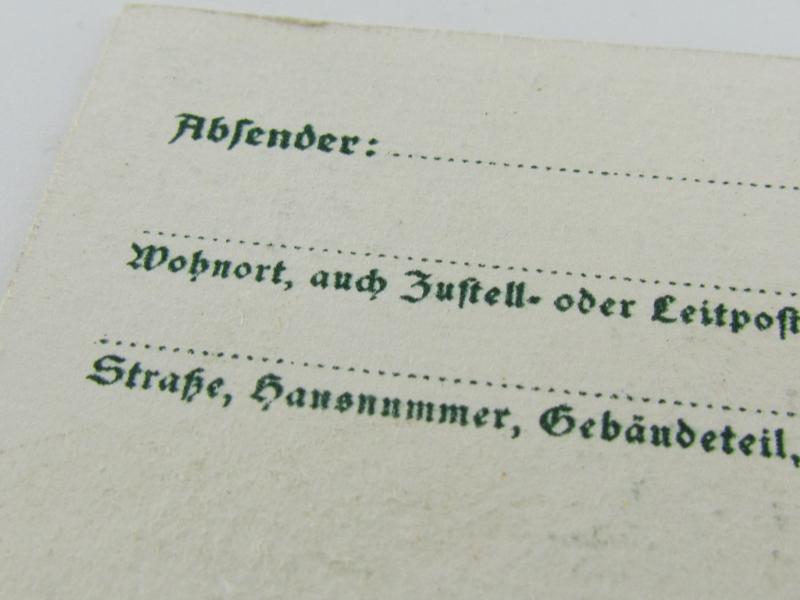 Absender:
Wohnort, auch Zustell- oder Leitpost
Straße, Hausnummer, Gebäudeteil,